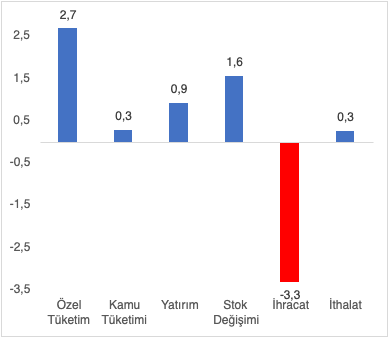 2,7
2,5
1,6
1,5
0,9
0,5
0,3
0,3
-0,5
-1,5
-2,5
-3,5
-3,3
Özel Tüketim
Kamu Tüketimi
Yatırım
Stok Değişimi
İhracat
İthalat